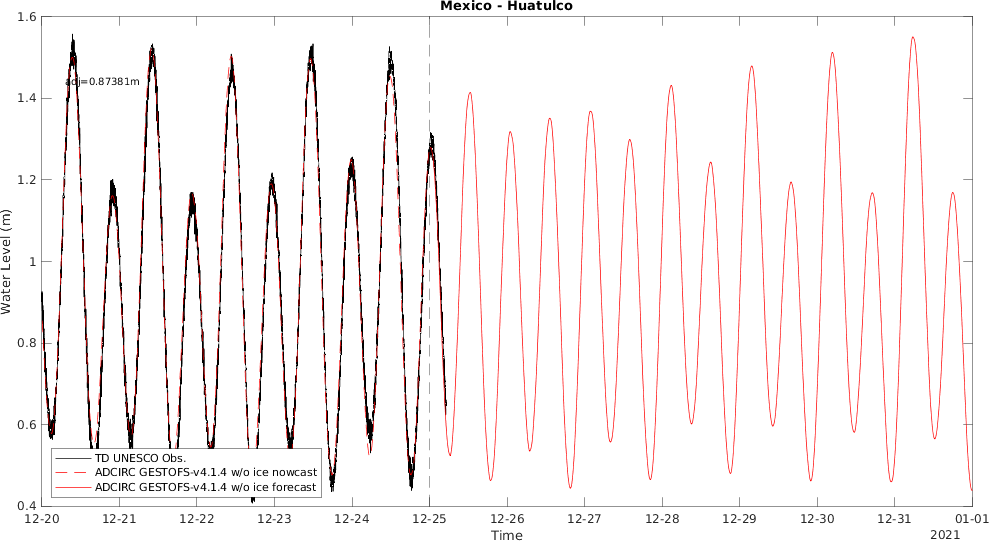 Mexico - Huatulco
1.6
1.4
1.2
1
0.8
0.6
0.4
Water Level (m)
adj=0.87381m
TD UNESCO Obs.
ADCIRC GESTOFS-v4.1.4 w/o ice nowcast
ADCIRC GESTOFS-v4.1.4 w/o ice forecast
12-20 12-21 12-22 12-23 12-24 12-25 12-26 12-27 12-28 12-29 12-30 12-31 01-01
Time
2021